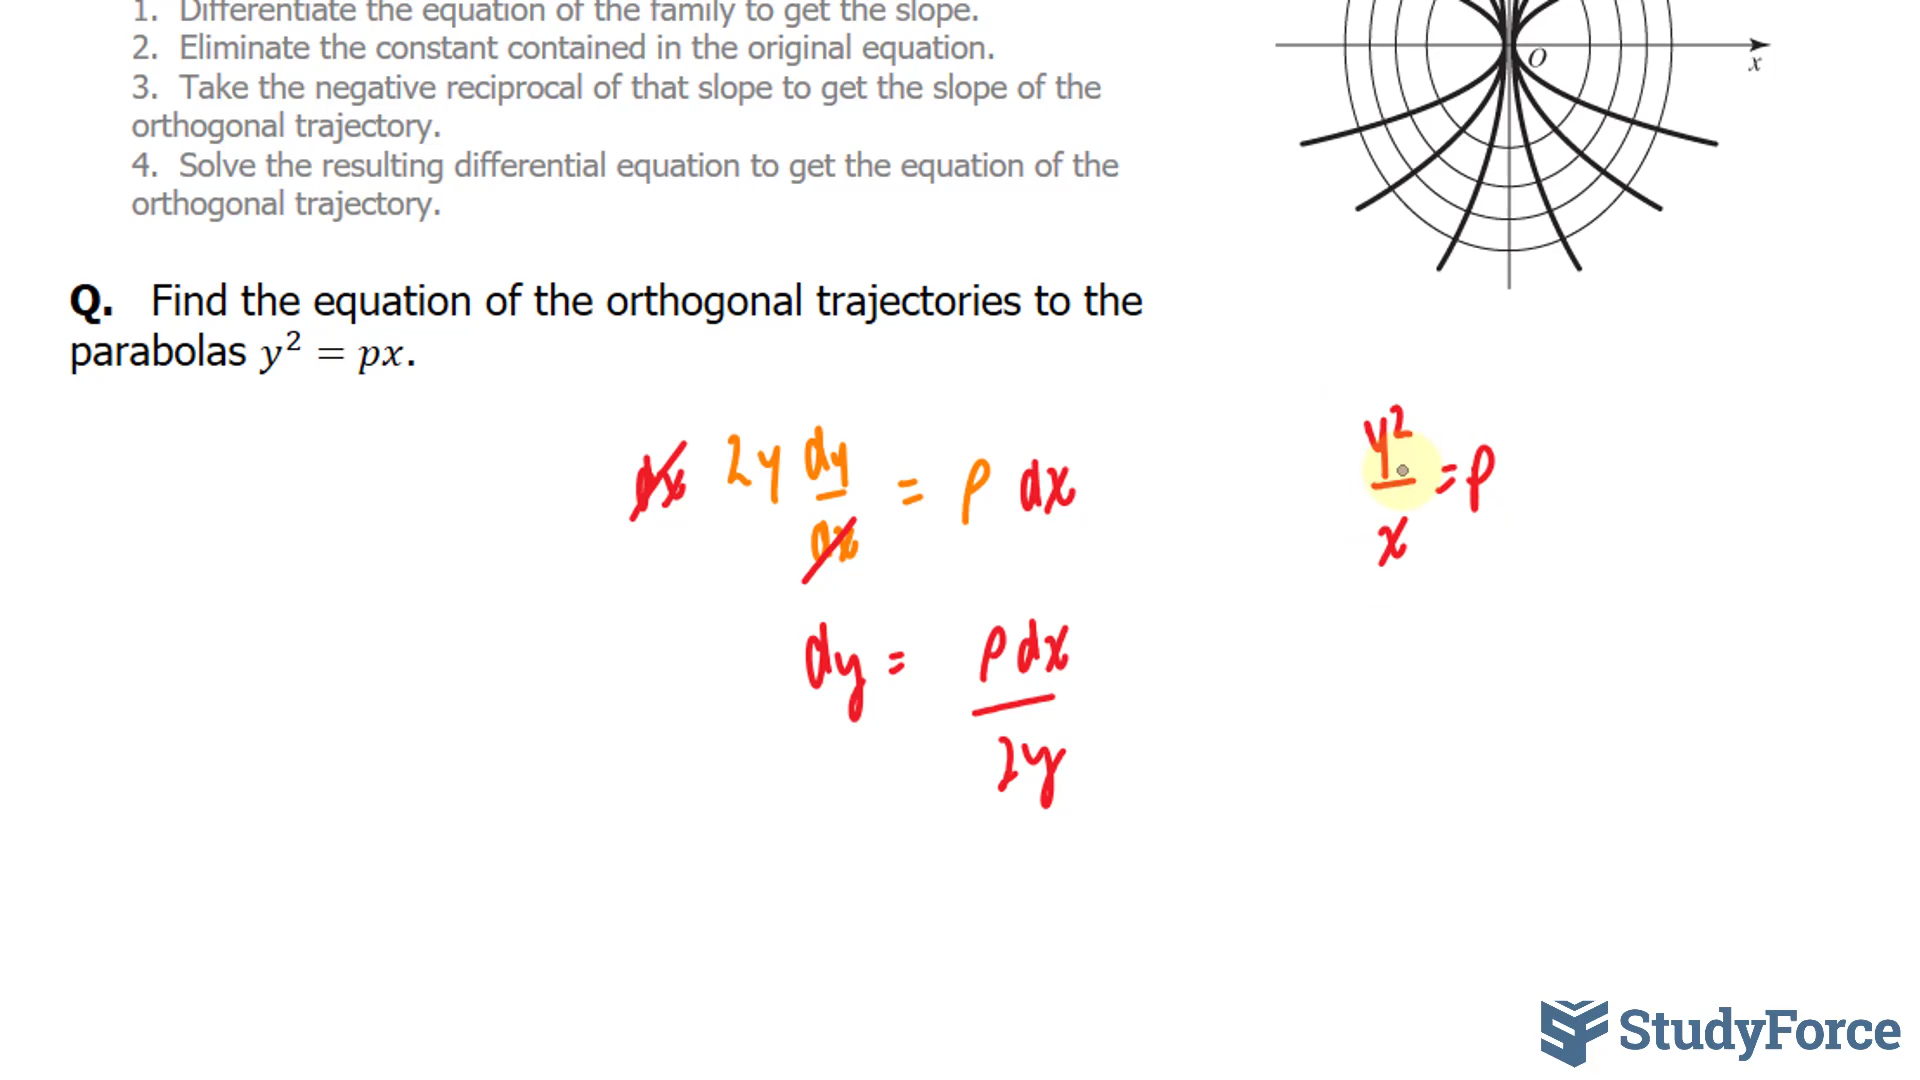 1. Differentiate the equation of the family to get the slope.
2. Eliminate the constant contained in the original equation.
3. Take the negative reciprocal of that slope to get the slope of the
orthogonal trajectory.
4. Solve the resulting differential equation to get the equation of the
orthogonal trajectory.
O
x
Q. Find the equation of the orthogonal trajectories to the
parabolas y² = px.
dx 2y dy/dx = p dx
y²/x = p
dy = p dx/2y
StudyForce